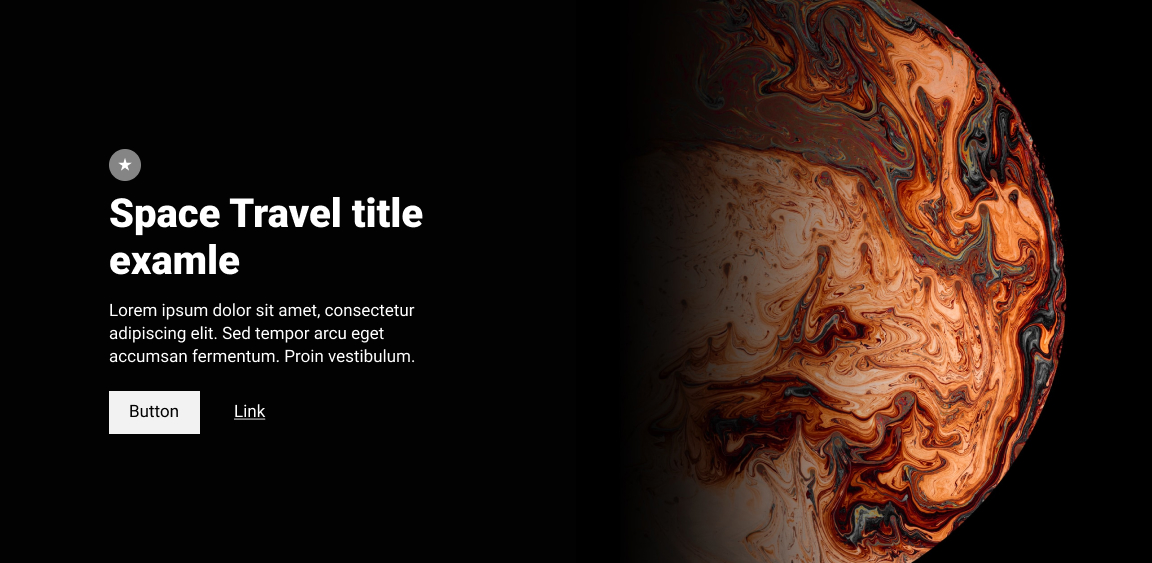 Space Travel title
examle
Lorem ipsum dolor sit amet, consectetur
adipiscing elit. Sed tempor arcu eget
accumsan fermentum. Proin vestibulum.
Button Link